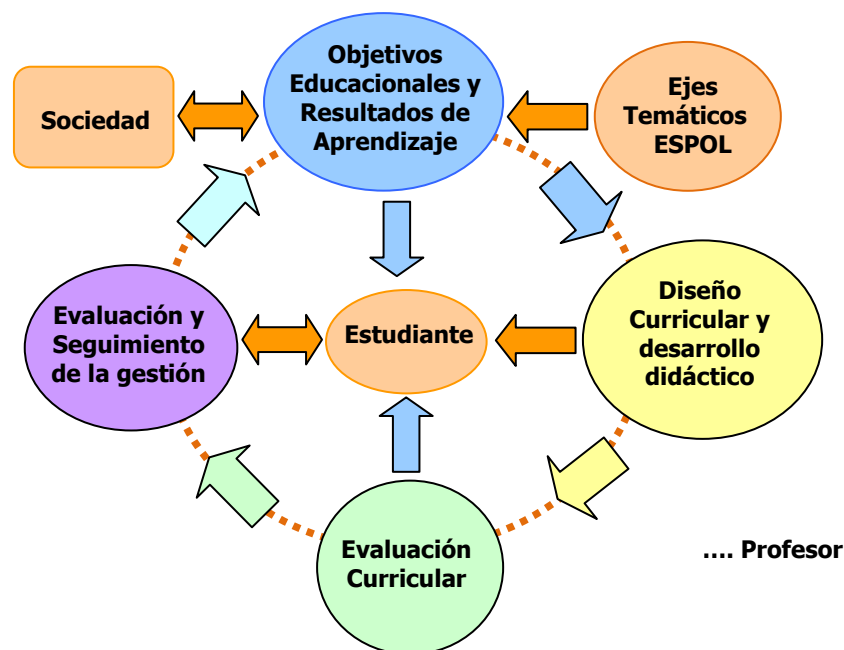 Objetivos
Educacionales y
Resultados de
Aprendizaje
Sociedad
Ejes
Temáticos
ESPOL
Evaluación y
Seguimiento
de la gestión
Estudiante
Diseño
Curricular y
desarrollo
didáctico
Evaluación
Curricular
.... Profesor